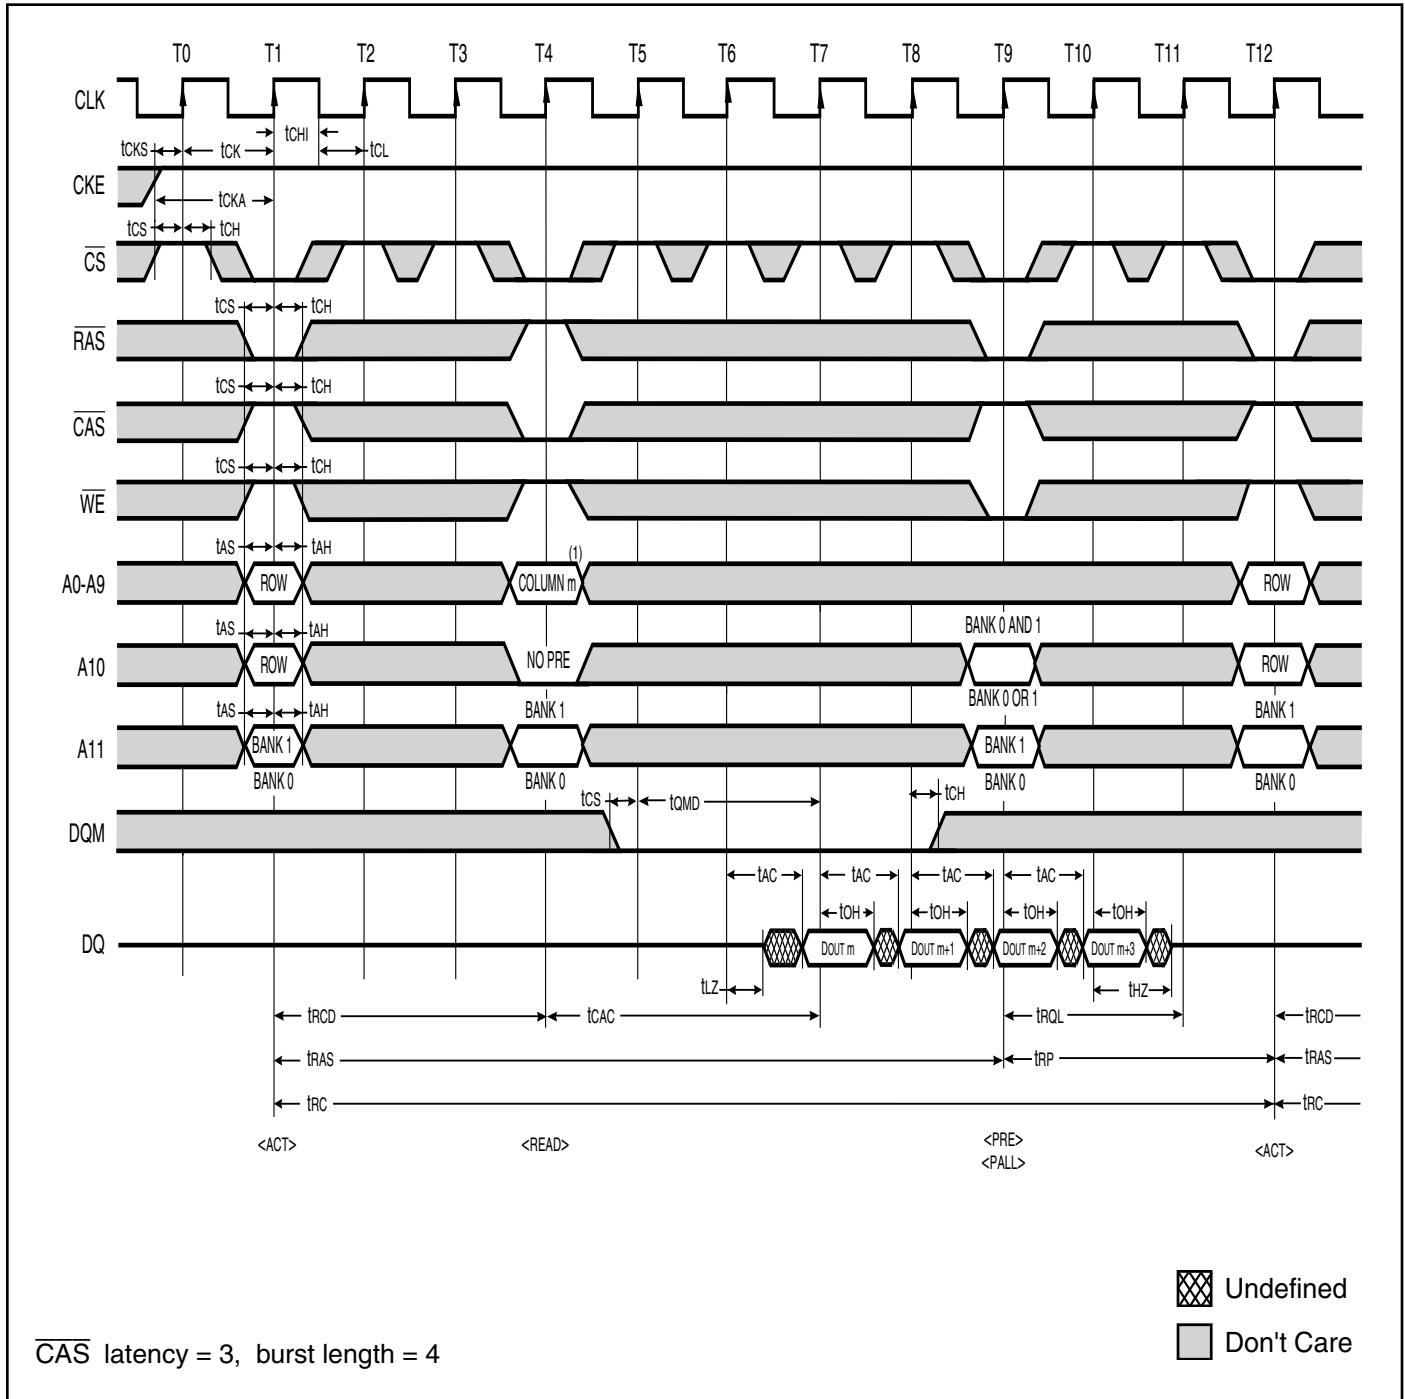 T0 T1 T2 T3 T4 T5 T6 T7 T8 T9 T10 T11 T12
CLK
tCHI
tCKS tCK tCL
CKE
tCKA
tCS tCH
CS
tCS tCH
RAS
tCS tCH
CAS
tCS tCH
WE
tAS tAH
(1)
A0-A9 ROW COLUMN m ROW
BANK 0 AND 1
tAS tAH
A10 ROW NO PRE ROW
BANK 0 OR 1
tAS tAH BANK 1 BANK 1
A11 BANK 1 BANK 1
BANK 0 BANK 0 BANK 0 BANK 0
tCS tQMD tCH
DQM
tAC tAC tAC tAC
tOH tOH tOH tOH
DQ DOUT m DOUT m+1 DOUT m+2 DOUT m+3
tLZ tHZ
tRCD tCAC tRQL tRCD
tRAS tRP tRAS
tRC tRC
<ACT> <READ> <PRE> <ACT>
<PALL>
Undefined
Don't Care
CAS latency = 3, burst length = 4